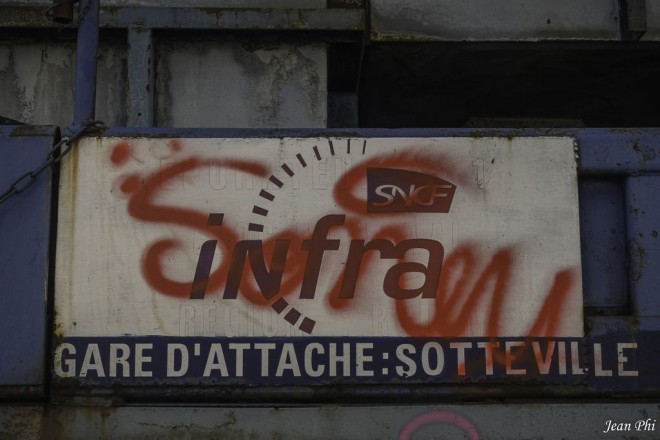 SNCF
infra
GARE D'ATTACHE:SOTTEVILLE
Jean Phi